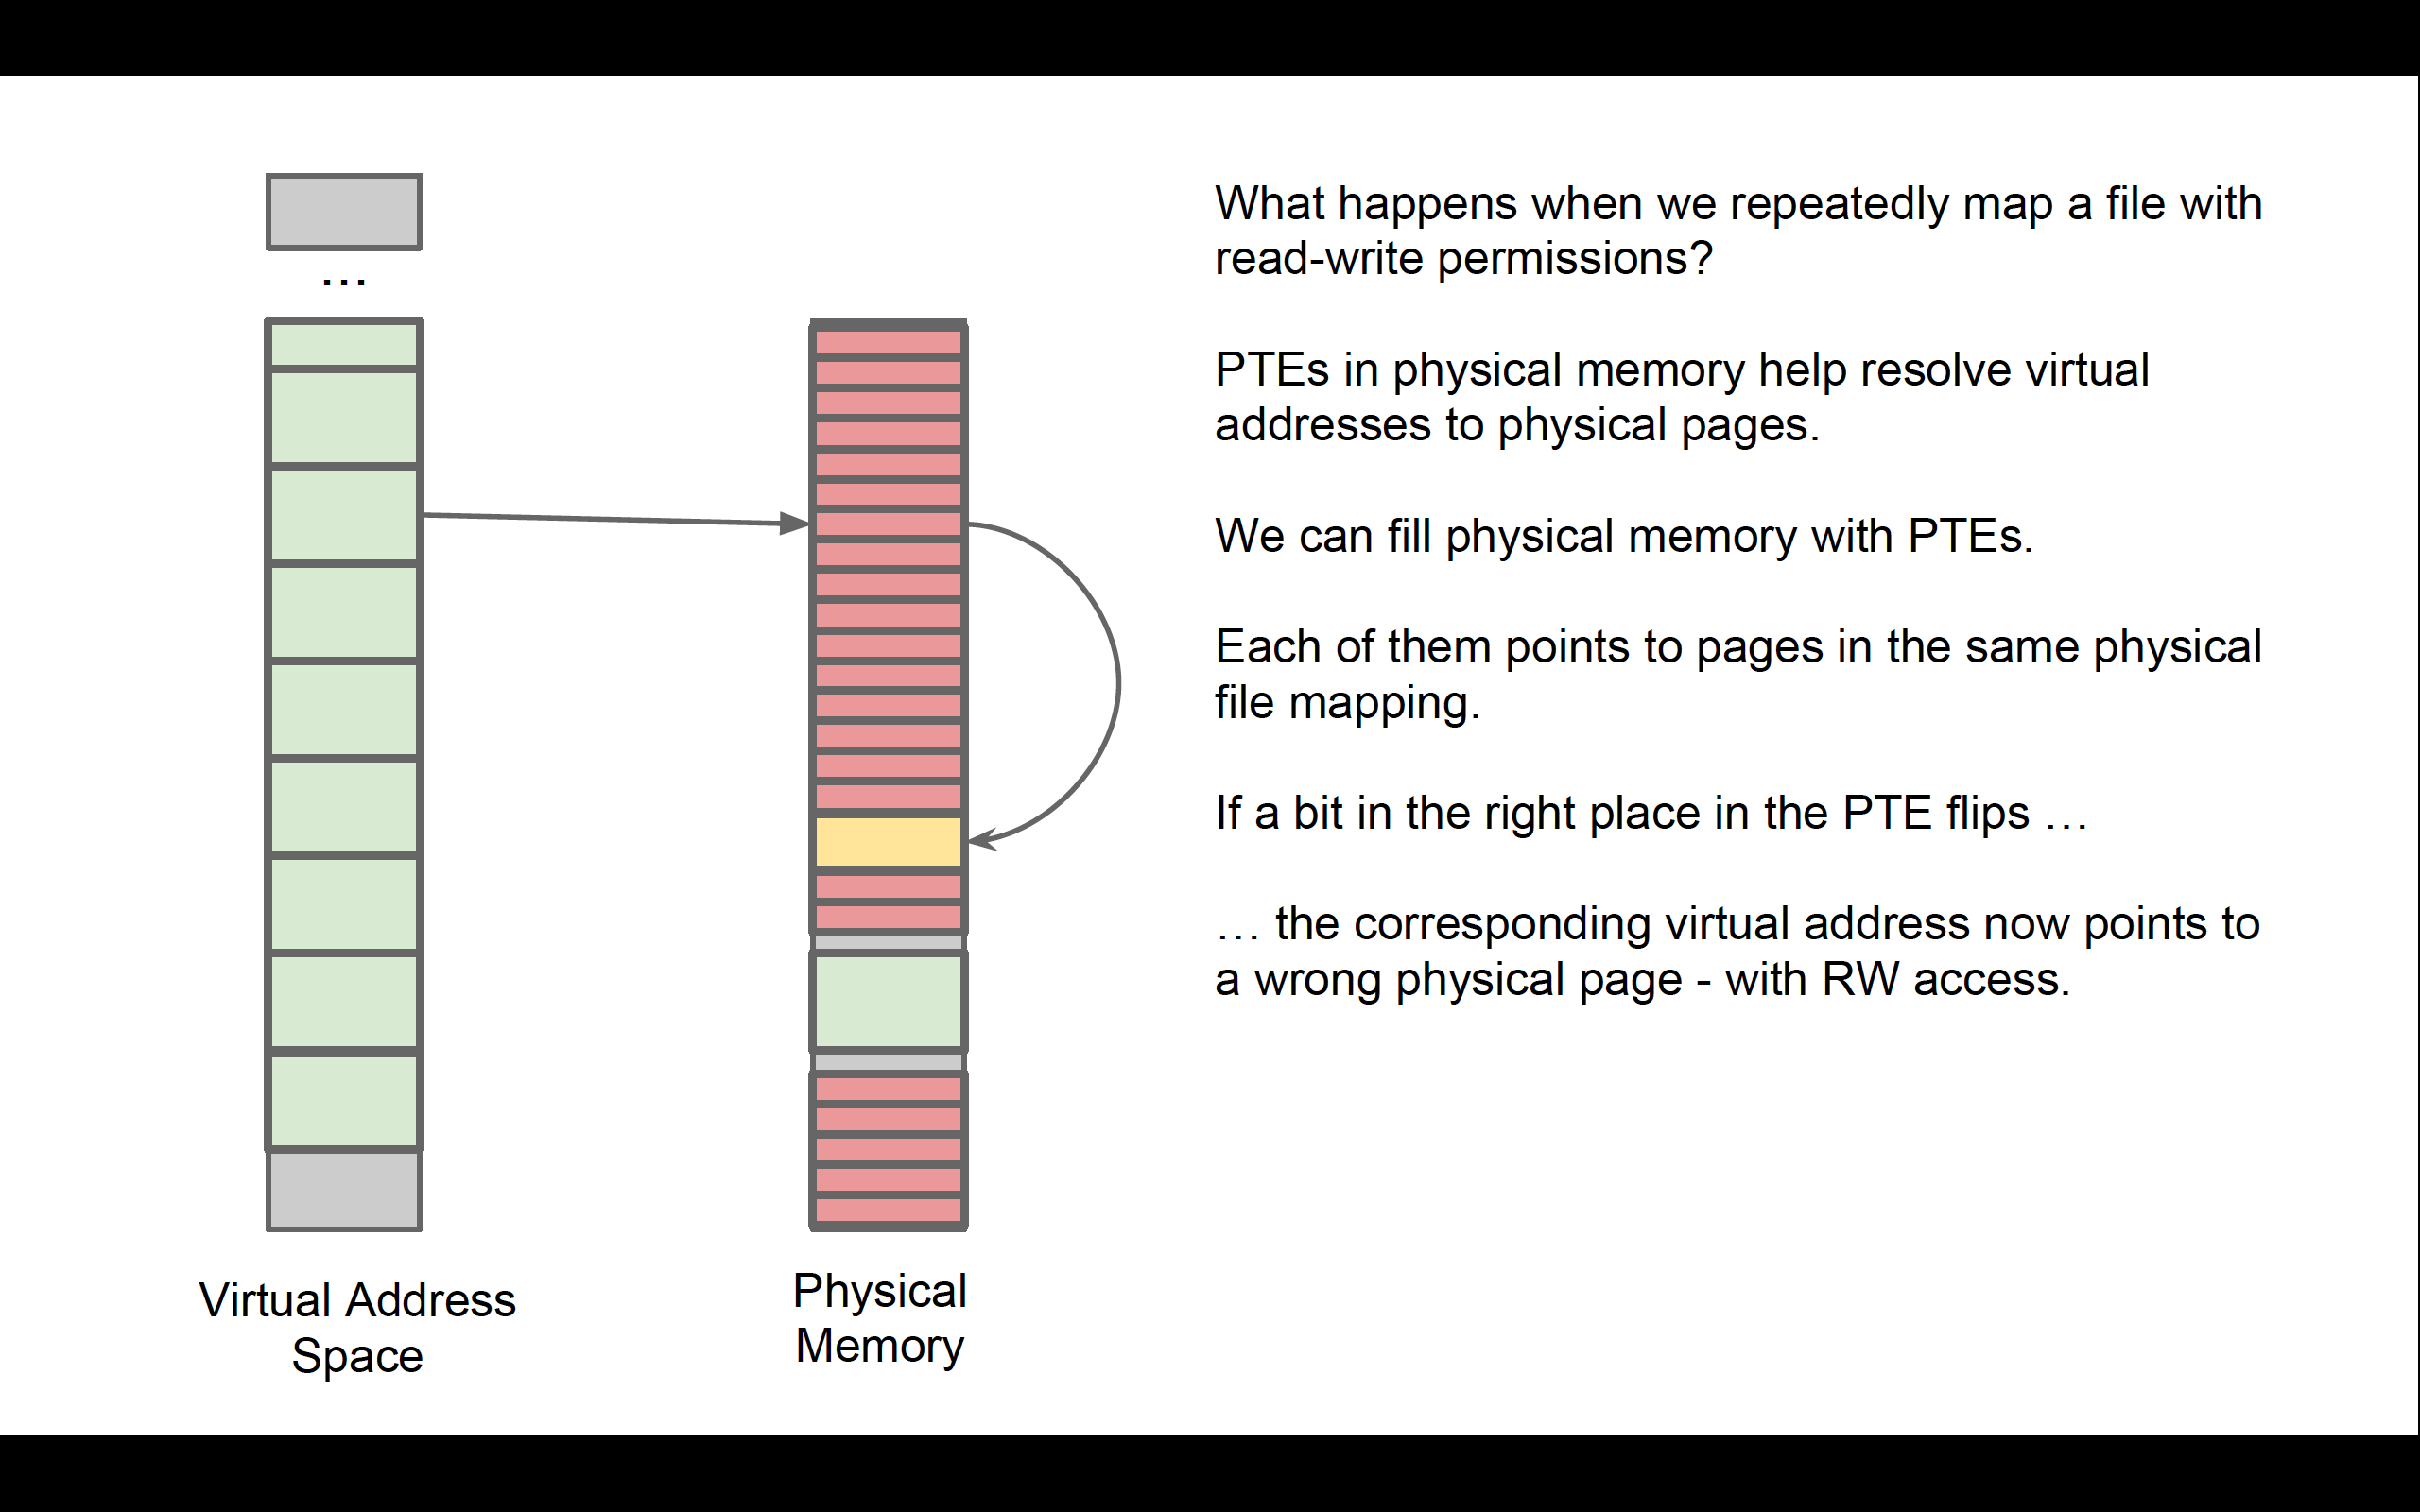 ...
What happens when we repeatedly map a file with
read-write permissions?
PTEs in physical memory help resolve virtual
addresses to physical pages.
We can fill physical memory with PTEs.
Each of them points to pages in the same physical
file mapping.
If a bit in the right place in the PTE flips …
… the corresponding virtual address now points to
a wrong physical page - with RW access.
Virtual Address
Space
Physical
Memory